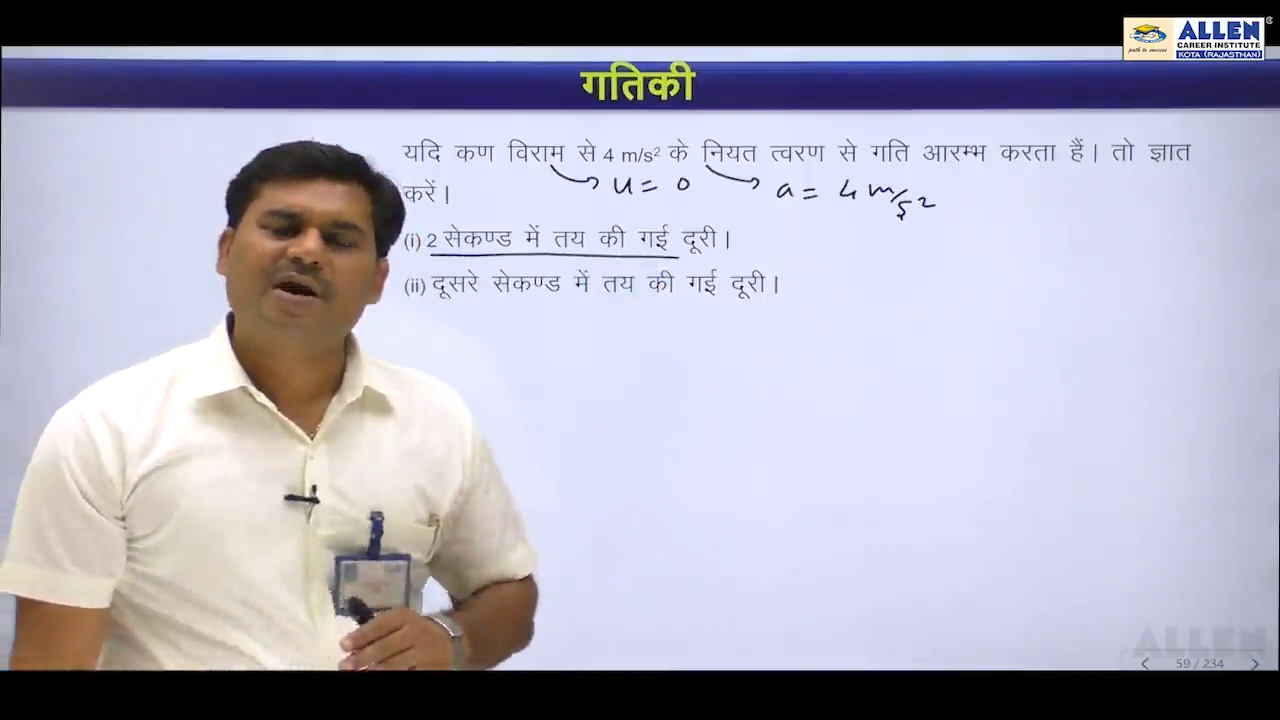 ALLEN
CAREER INSTITUTE
KOTA (RAJASTHAN)
path to success
गतिकी
यदि कण विराम से 4 m/s² के नियत त्वरण से गति आरम्भ करता हैं। तो ज्ञात
करें।
u = 0
a = 4 m/s²
(i) 2 सेकण्ड में तय की गई दूरी।
(ii) दूसरे सेकण्ड में तय की गई दूरी।
ALLEN
59 / 234